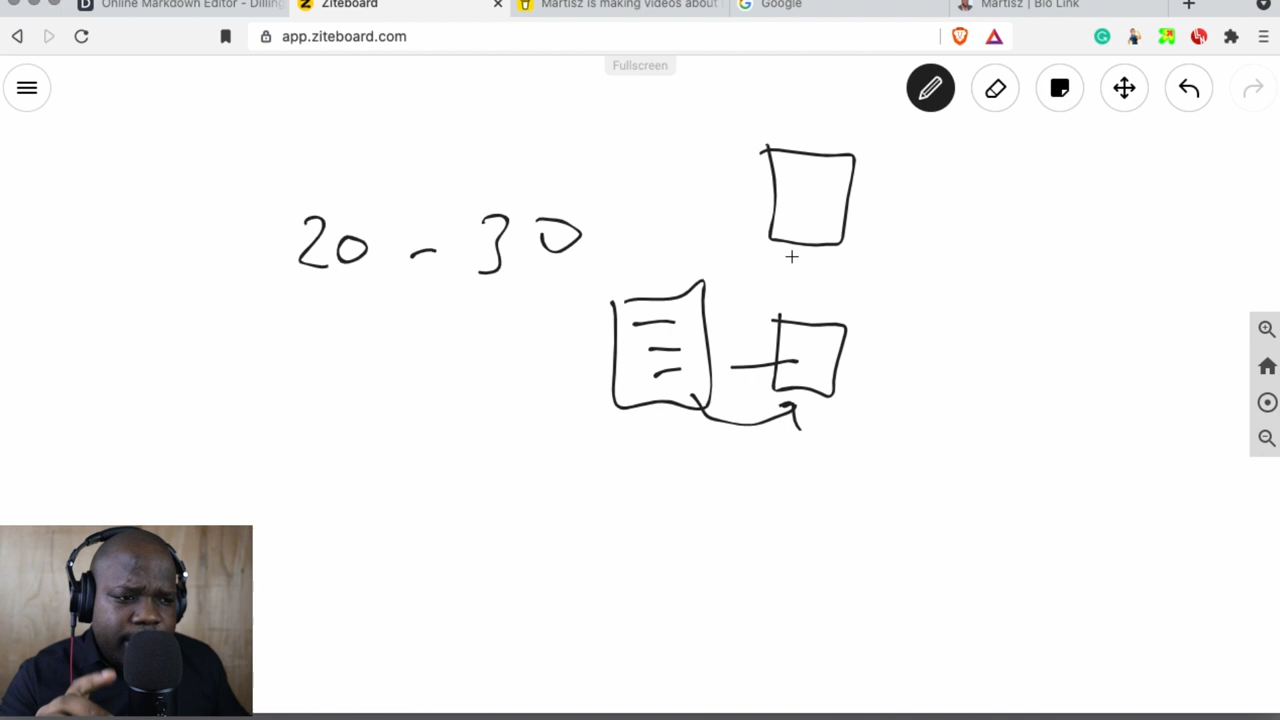 Online Markdown Editor - Dilling
Ziteboard
Martisz is making videos about
Google
Martisz | Bio Link
app.ziteboard.com
Fullscreen
20 - 30